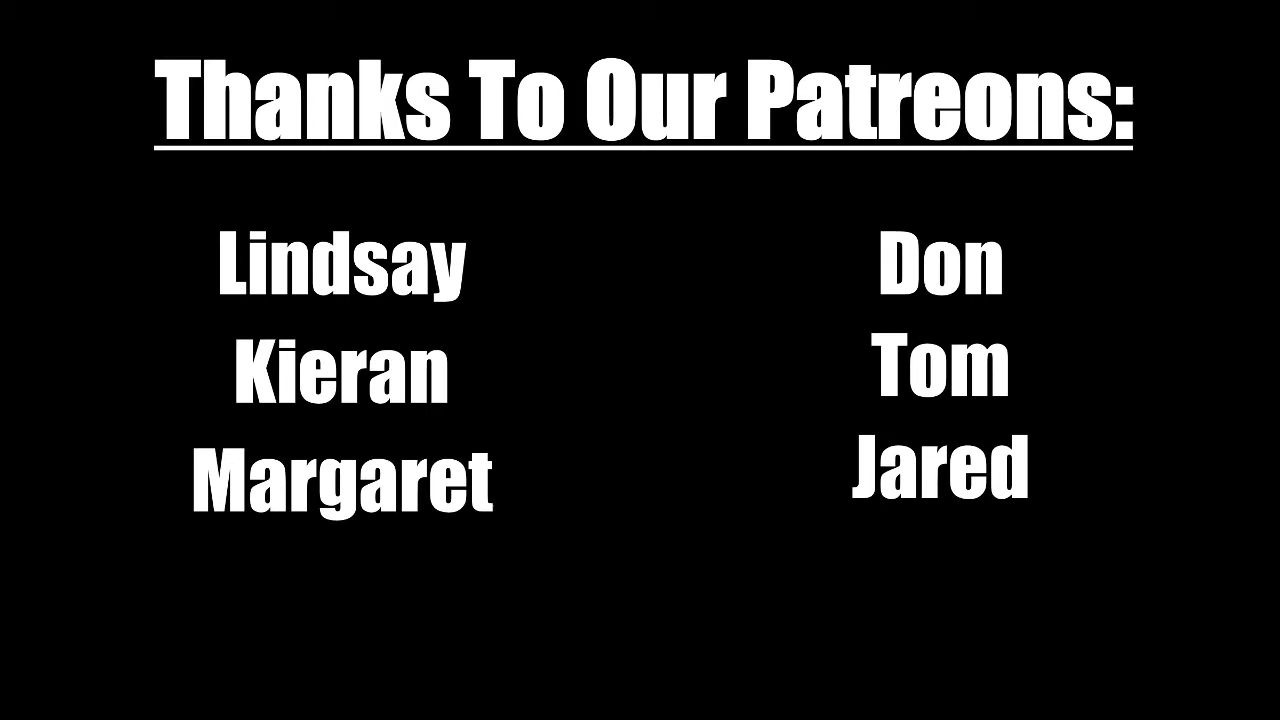 Thanks To Our Patreons:
Lindsay
Kieran
Margaret
Don
Tom
Jared